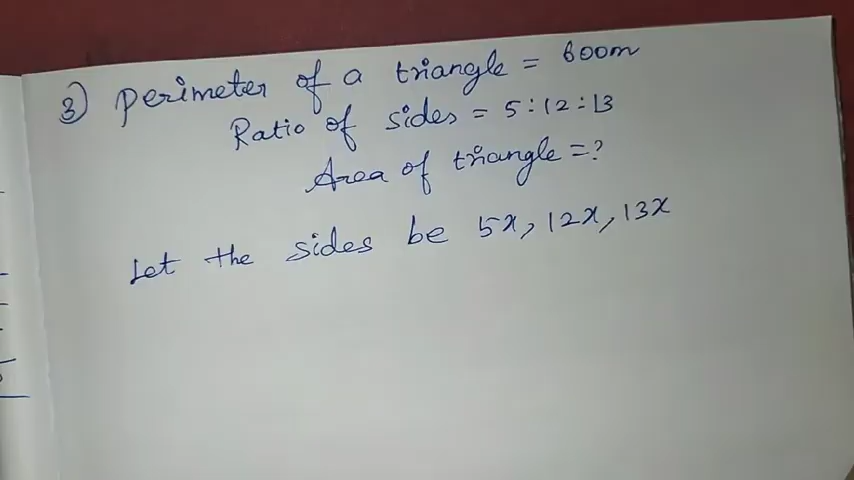 3) Perimeter of a triangle = 600m
Ratio of sides = 5:12:13
Area of triangle = ?
Let the sides be 5x, 12x, 13x